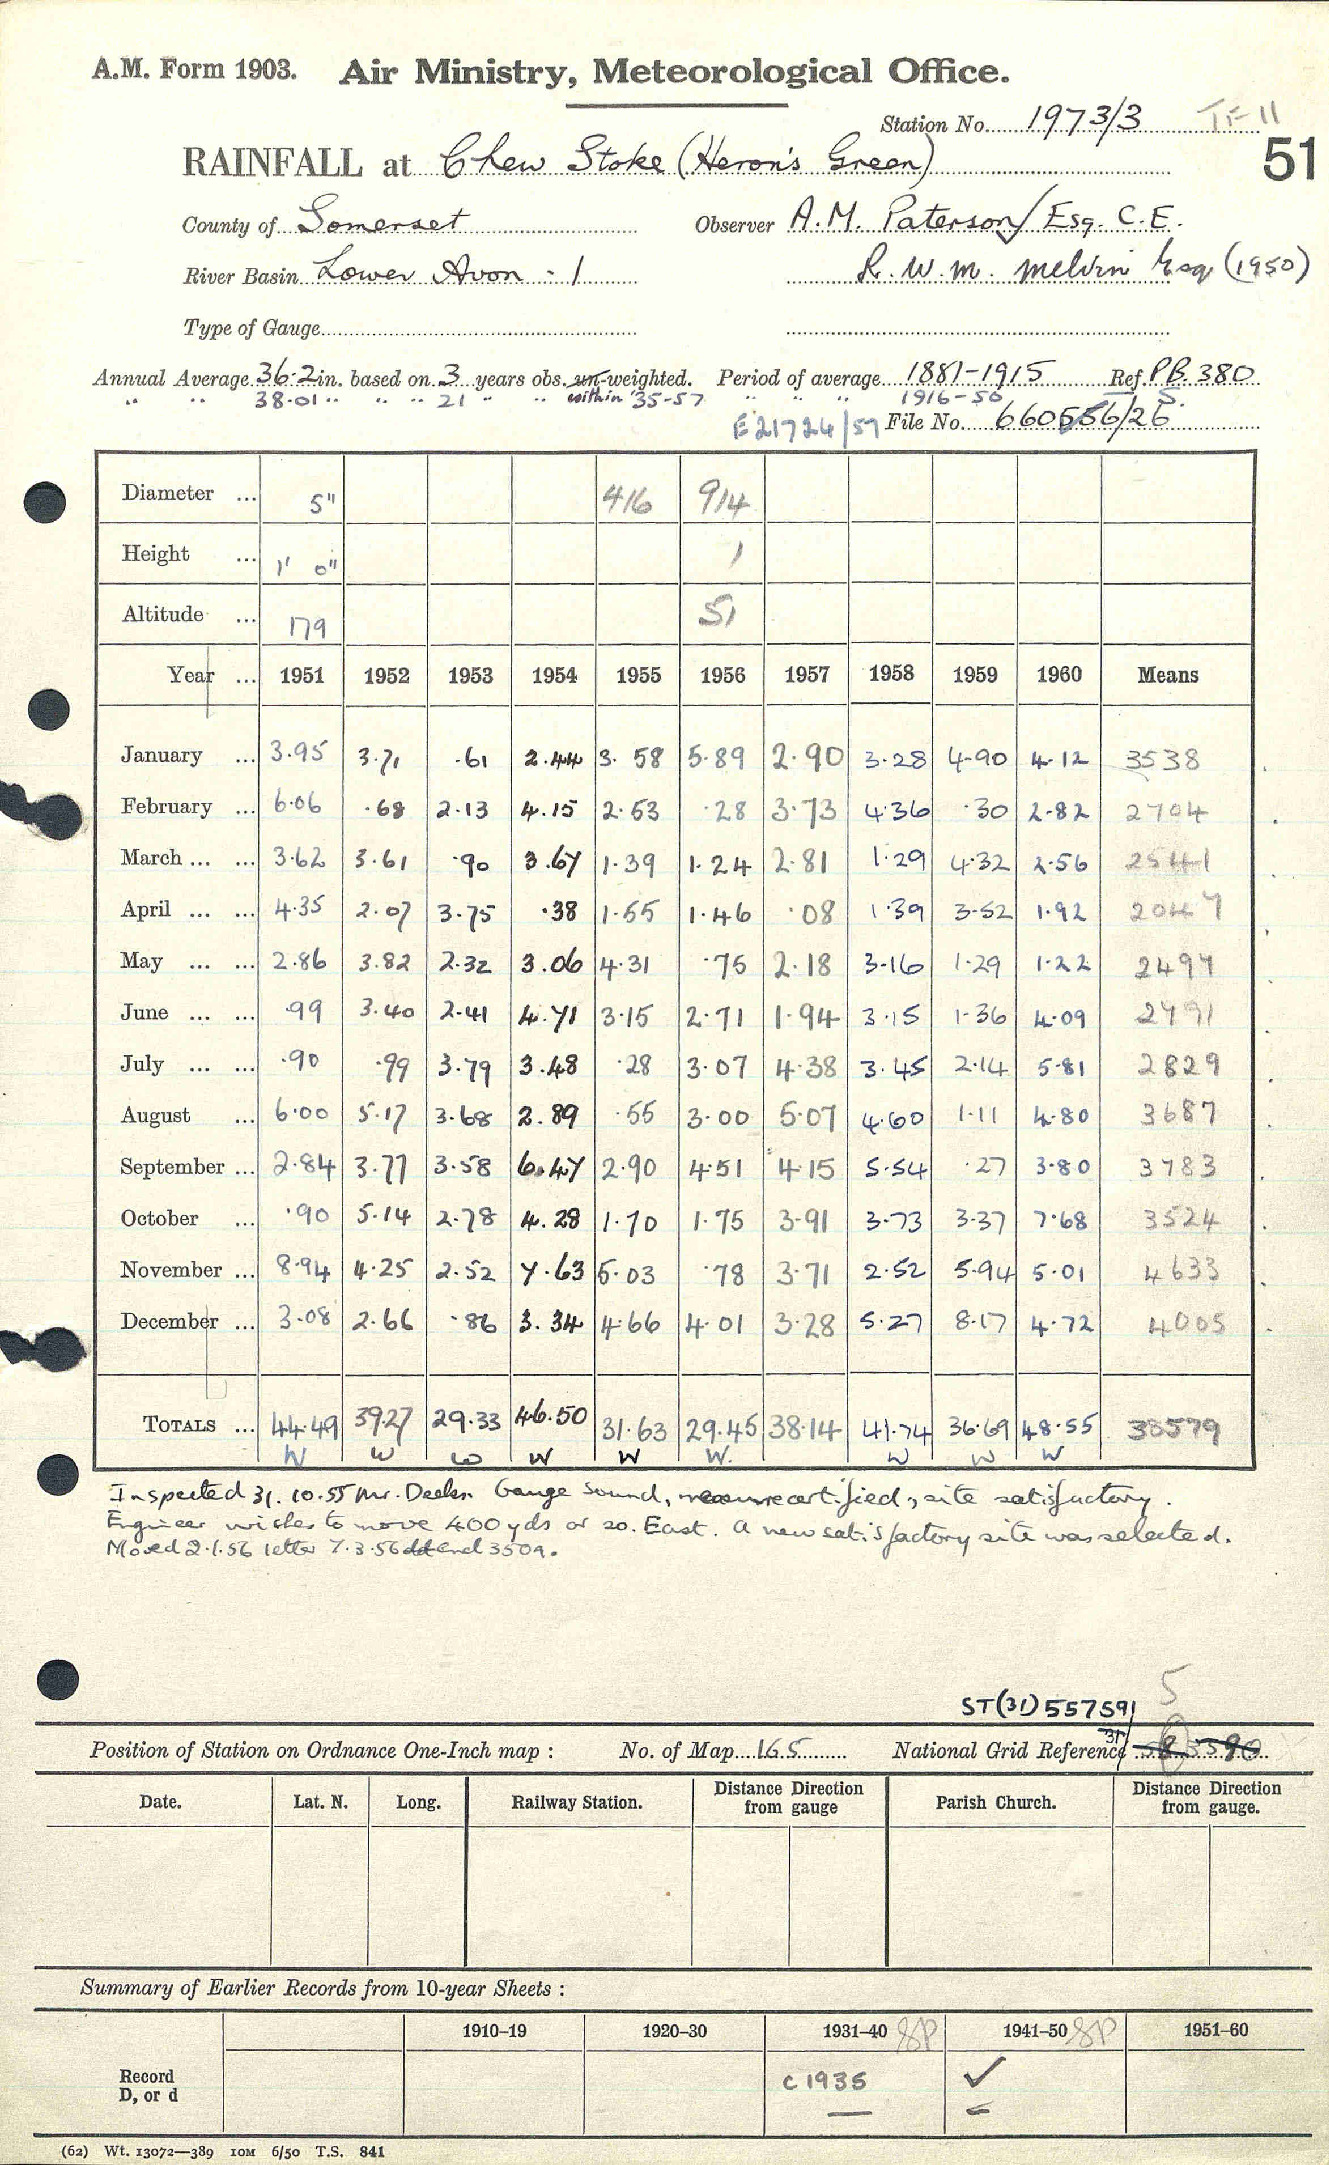 A.M. Form 1903. Air Ministry, Meteorological Office.
Station No. 1973/3 TF 11
51
RAINFALL at Chew Stoke (Heron's Green)
County of Somerset Observer A.M. Paterson/ Esq. C.E.
River Basin Lower Avon - 1 R. W. M. Melvin Esq (1950)
Type of Gauge
Annual Average 36·2 in. based on 3 years obs. un-weighted. Period of average 1881-1915 Ref. P.B. 380
" " 38·01 " " " 21 " " within '35-57 " " " 1916-50 S.
E 21724/57 File No. 660556/26
Diameter ... 5" 4/6 9/4
Height ... 1' 0" 1
Altitude ... 179 51
Year ... 1951 1952 1953 1954 1955 1956 1957 1958 1959 1960 Means
January ... 3·95 3·71 ·61 2·44 3·58 5·89 2·90 3·28 4·90 4·12 3538
February ... 6·06 ·68 2·13 4·15 2·53 ·28 3·73 4·36 ·30 2·82 2704
March ... ... 3·62 3·61 ·90 3·67 1·39 1·24 2·81 1·29 4·32 2·56 2541
April ... ... 4·35 2·07 3·75 ·38 1·55 1·46 ·08 1·39 3·52 1·92 2047
May ... ... 2·86 3·82 2·32 3·06 4·31 ·75 2·18 3·16 1·29 1·22 2497
June ... ... ·99 3·40 2·41 4·71 3·15 2·71 1·94 3·15 1·36 4·09 2791
July ... ... ·90 ·99 3·79 3·48 ·28 3·07 4·38 3·45 2·14 5·81 2829
August ... 6·00 5·17 3·68 2·89 ·55 3·00 5·07 4·60 1·11 4·80 3687
September ... 2·84 3·77 3·58 6·47 2·90 4·51 4·15 5·54 ·27 3·80 3783
October ... ·90 5·14 2·78 4·28 1·70 1·75 3·91 3·73 3·37 7·68 3524
November ... 8·94 4·25 2·52 7·63 5·03 ·78 3·71 2·52 5·94 5·01 4633
December ... 3·08 2·66 ·86 3·34 4·66 4·01 3·28 5·27 8·17 4·72 4005
Totals ... 44·49 39·27 29·33 46·50 31·63 29·45 38·14 41·74 36·69 48·55 38579
W W W W W W. W W W
Inspected 31.10.55 Mr. Gauge sound, certified, site satisfactory.
Engineer wishes to move 400 yds or so. East. A new satisfactory site was selected.
Moved 2.1.56 letter 7.3.56 3509.
ST(31)557591 5
Position of Station on Ordnance One-Inch map : No. of Map 165 National Grid Reference 31/
Date. Lat. N. Long. Railway Station. Distance Direction from gauge Parish Church. Distance Direction from gauge.
Summary of Earlier Records from 10-year Sheets :
1910–19 1920–30 1931–40 SP 1941–50 SP 1951–60
Record D, or d c 1935 ✓
(62) Wt. 13072—389 10M 6/50 T.S. 841